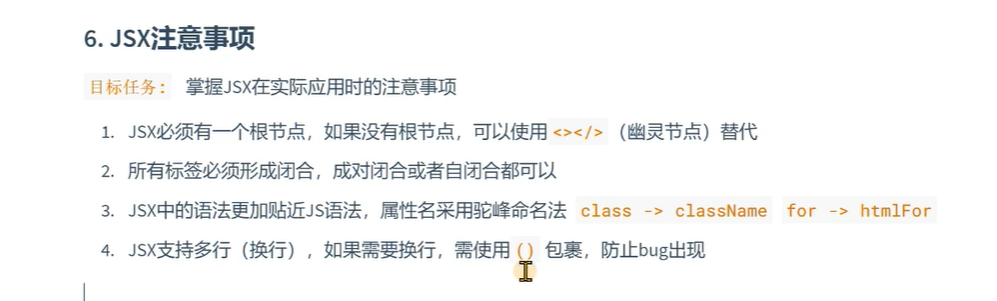 6. JSX注意事项
目标任务： 掌握JSX在实际应用时的注意事项
1. JSX必须有一个根节点，如果没有根节点，可以使用<></>（幽灵节点）替代
2. 所有标签必须形成闭合，成对闭合或者自闭合都可以
3. JSX中的语法更加贴近JS语法，属性名采用驼峰命名法 class -> className for -> htmlFor
4. JSX支持多行（换行），如果需要换行，需使用() 包裹，防止bug出现